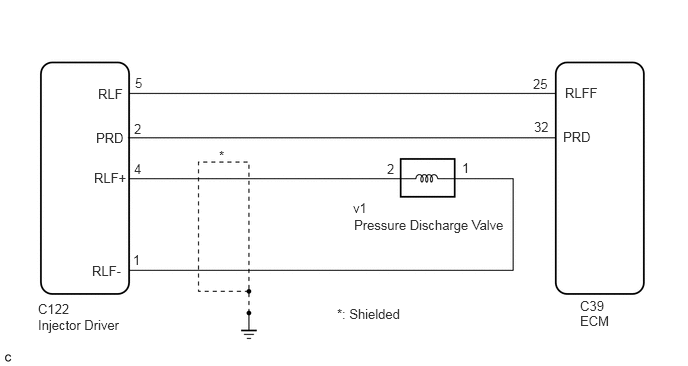 5 25
RLF RLFF
2 32
PRD PRD
*
4 2 1
RLF+
v1
Pressure Discharge Valve
1
RLF-
C122 C39
Injector Driver ECM
*: Shielded
c